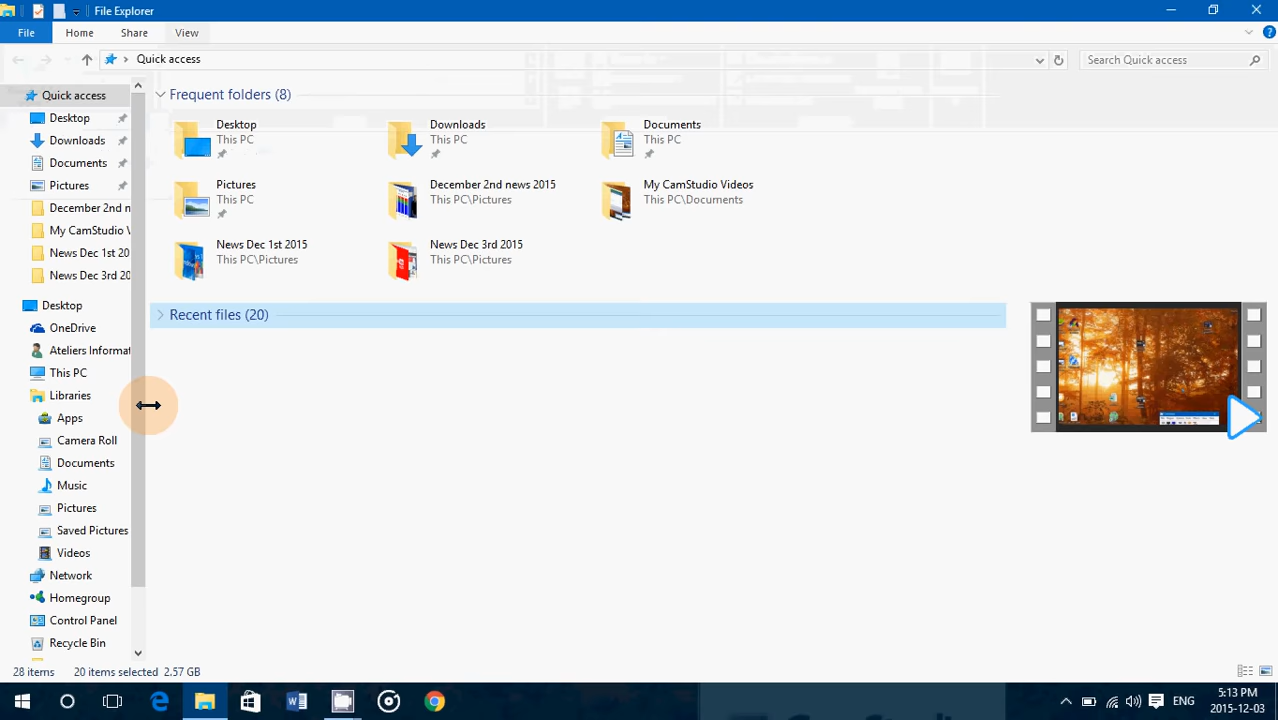 File Explorer
File Home Share View
Quick access Search Quick access
Quick access
Desktop
Downloads
Documents
Pictures
December 2nd n
My CamStudio V
News Dec 1st 20
News Dec 3rd 20
Desktop
OneDrive
Ateliers Informat
This PC
Libraries
Apps
Camera Roll
Documents
Music
Pictures
Saved Pictures
Videos
Network
Homegroup
Control Panel
Recycle Bin
Frequent folders (8)
Desktop
This PC
Downloads
This PC
Documents
This PC
Pictures
This PC
December 2nd news 2015
This PC\Pictures
My CamStudio Videos
This PC\Documents
News Dec 1st 2015
This PC\Pictures
News Dec 3rd 2015
This PC\Pictures
Recent files (20)
28 items 20 items selected 2.57 GB
ENG
5:13 PM
2015-12-03